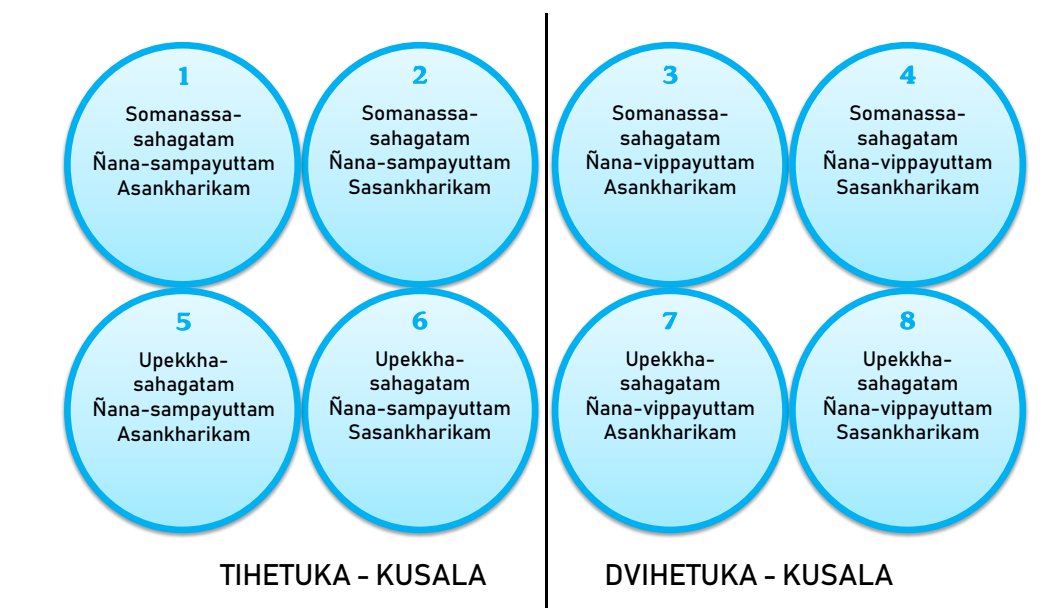 1
Somanassa-
sahagatam
Ñana-sampayuttam
Asankharikam
2
Somanassa-
sahagatam
Ñana-sampayuttam
Sasankharikam
3
Somanassa-
sahagatam
Ñana-vippayuttam
Asankharikam
4
Somanassa-
sahagatam
Ñana-vippayuttam
Sasankharikam
5
Upekkha-
sahagatam
Ñana-sampayuttam
Asankharikam
6
Upekkha-
sahagatam
Ñana-sampayuttam
Sasankharikam
7
Upekkha-
sahagatam
Ñana-vippayuttam
Asankharikam
8
Upekkha-
sahagatam
Ñana-vippayuttam
Sasankharikam
TIHETUKA - KUSALA
DVIHETUKA - KUSALA